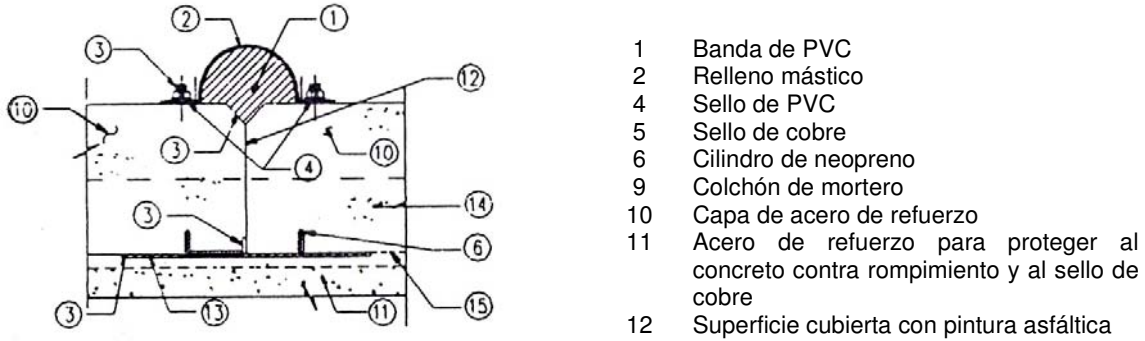 2 1
3
12
10
3 4 10
14
3
6
3 13 11 15
1 Banda de PVC
2 Relleno mástico
4 Sello de PVC
5 Sello de cobre
6 Cilindro de neopreno
9 Colchón de mortero
10 Capa de acero de refuerzo
11 Acero de refuerzo para proteger al
concreto contra rompimiento y al sello de
cobre
12 Superficie cubierta con pintura asfáltica